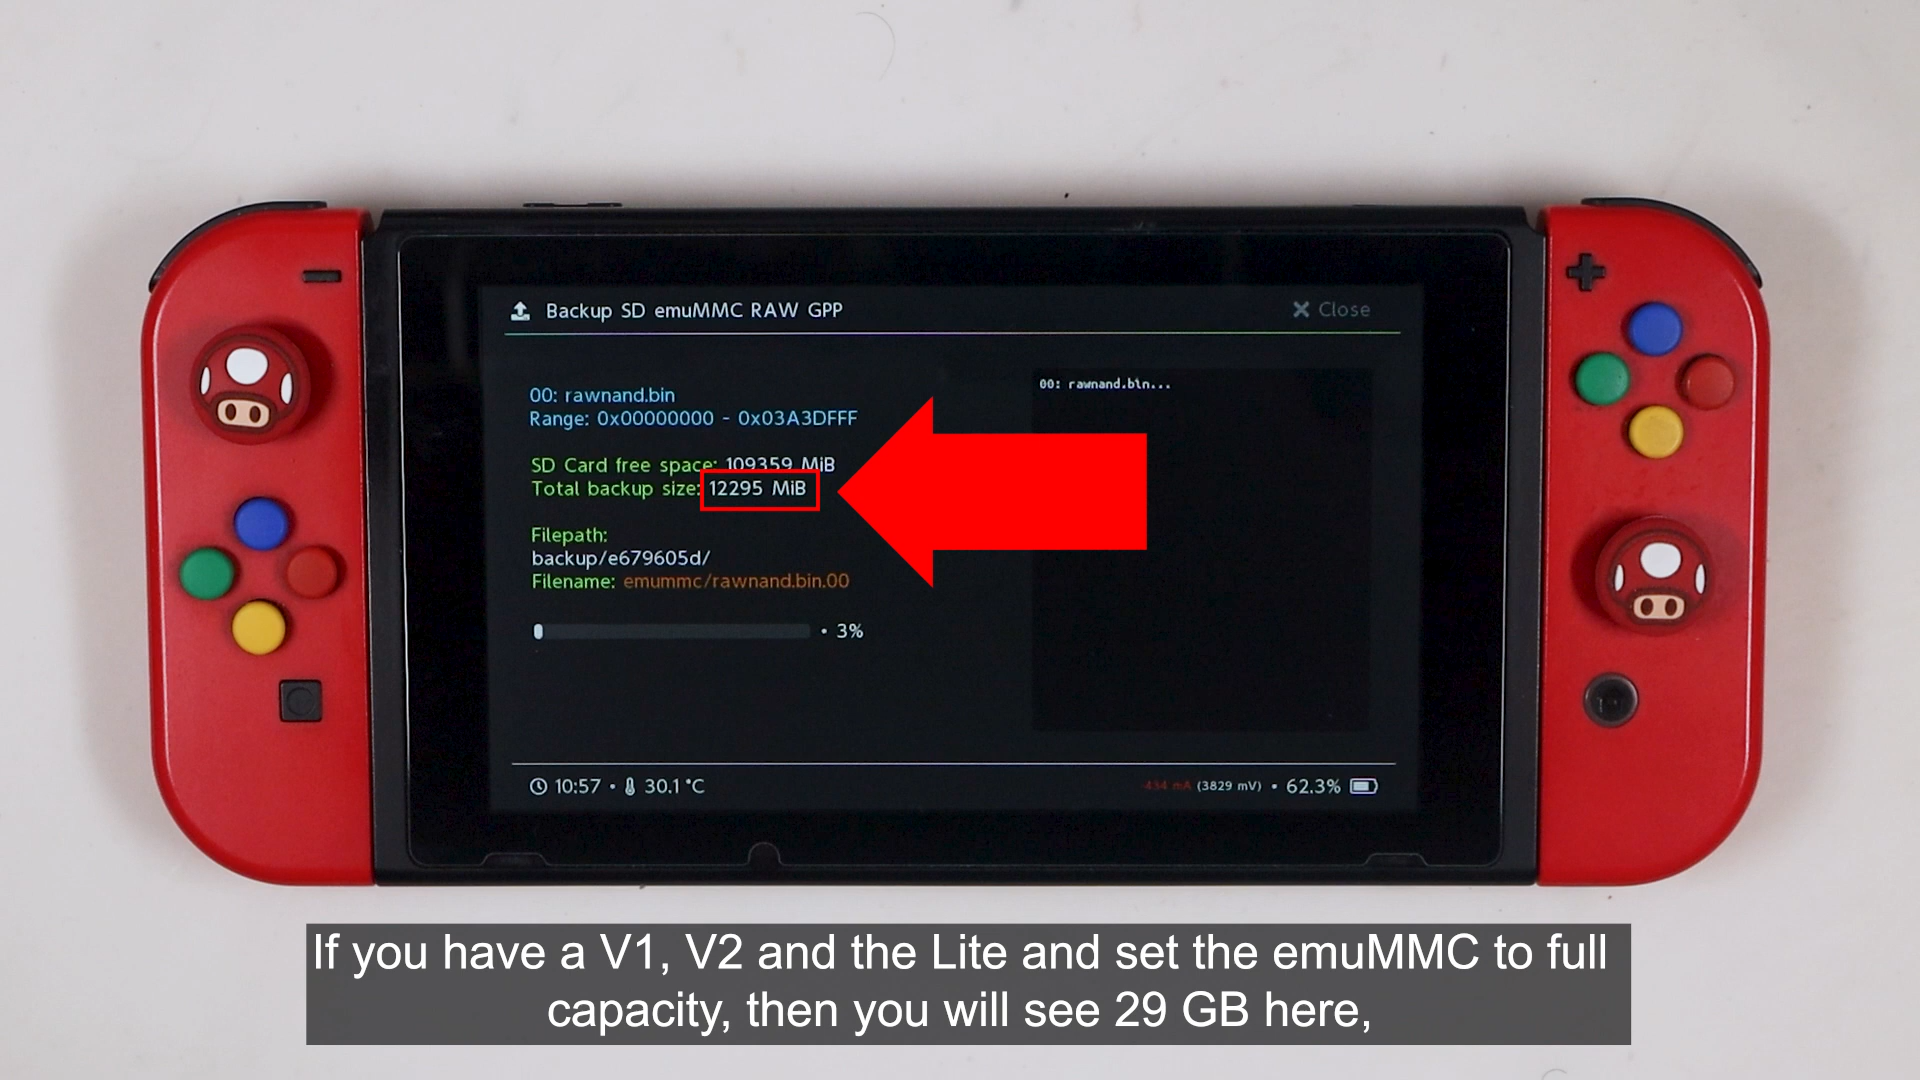 Backup SD emuMMC RAW GPP
Close
00: rawnand.bin
Range: 0x00000000 - 0x03A3DFFF
SD Card free space: 109359 MiB
Total backup size: 12295 MiB
Filepath:
backup/e679605d/
Filename: emummc/rawnand.bin.00
• 3%
00: rawnand.bin...
10:57 • 30.1 °C
-434 mA (3829 mV) • 62.3%
If you have a V1, V2 and the Lite and set the emuMMC to full
capacity, then you will see 29 GB here,